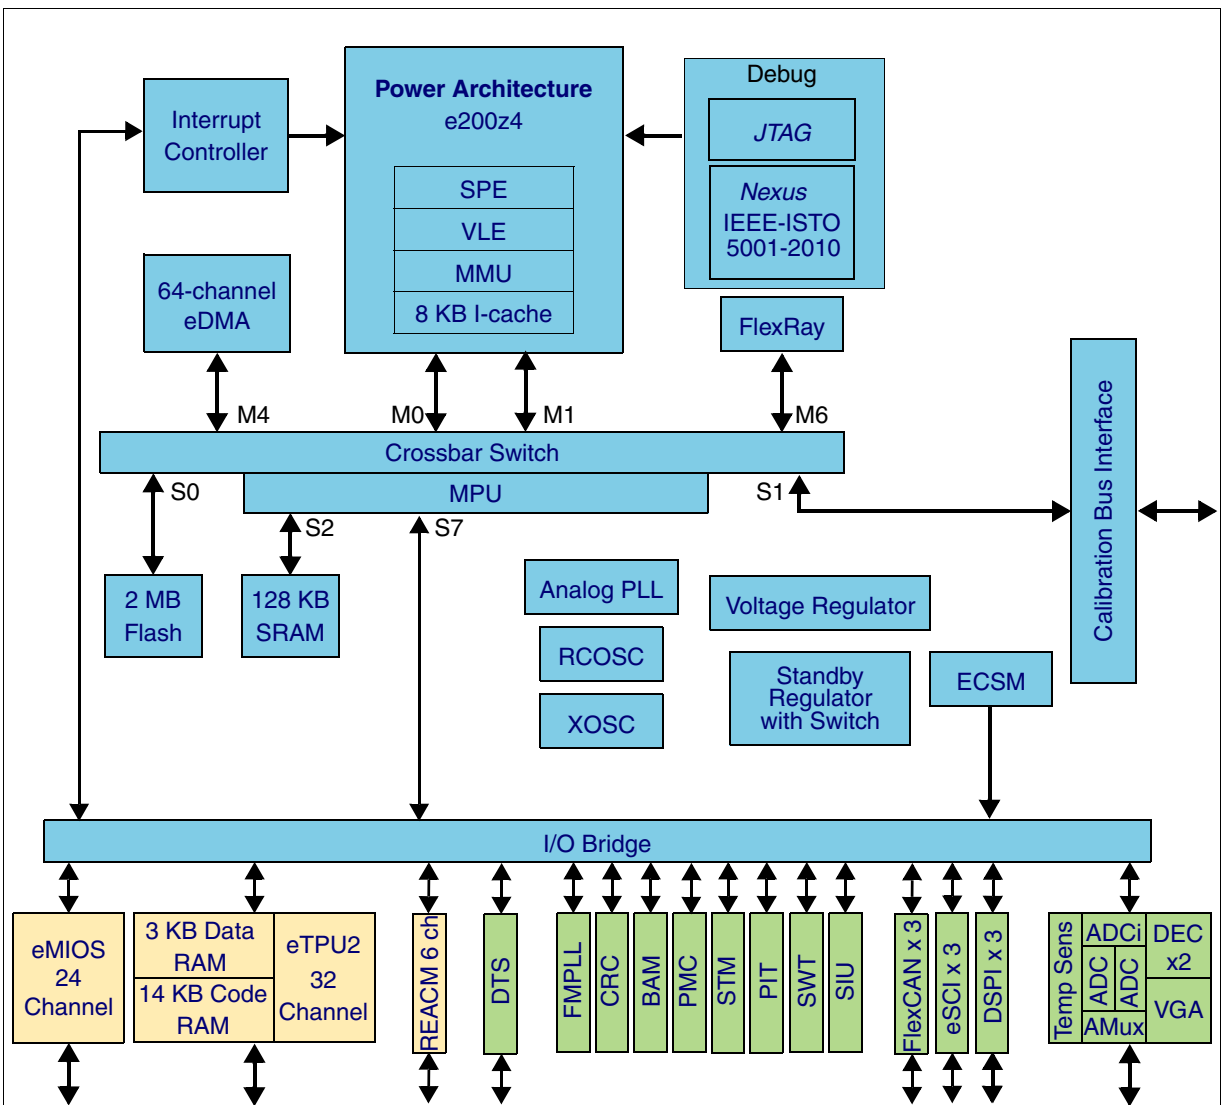 Power Architecture
e200z4
SPE
VLE
MMU
8 KB I-cache
Interrupt
Controller
64-channel
eDMA
Debug
JTAG
Nexus
IEEE-ISTO
5001-2010
FlexRay
M4
M0
M1
M6
Crossbar Switch
MPU
S0
S2
S7
S1
Calibration Bus Interface
2 MB
Flash
128 KB
SRAM
Analog PLL
RCOSC
XOSC
Voltage Regulator
Standby
Regulator
with Switch
ECSM
I/O Bridge
eMIOS
24
Channel
3 KB Data
RAM
14 KB Code
RAM
eTPU2
32
Channel
REACM 6 ch
DTS
FMPLL
CRC
BAM
PMC
STM
PIT
SWT
SIU
FlexCAN x 3
eSCI x 3
DSPI x 3
Temp Sens
ADCi
ADC
ADC
AMux
DEC
x2
VGA